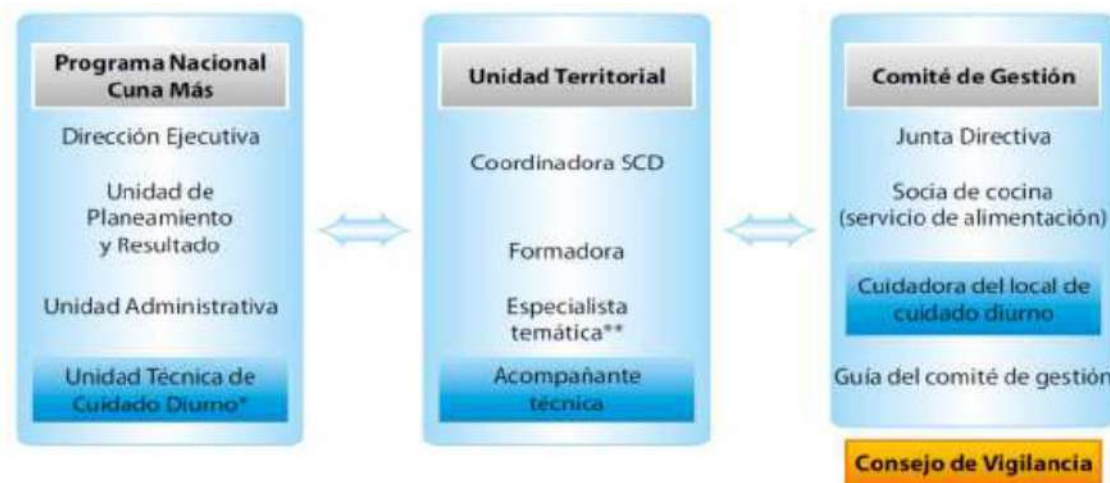 Programa Nacional
Cuna Más
Dirección Ejecutiva
Unidad de
Planeamiento
y Resultado
Unidad Administrativa
Unidad Técnica de
Cuidado Diurno*
Unidad Territorial
Coordinadora SCD
Formadora
Especialista
temática**
Acompañante
técnica
Comité de Gestión
Junta Directiva
Socia de cocina
(servicio de alimentación)
Cuidadora del local de
cuidado diurno
Guía del comité de gestión
Consejo de Vigilancia